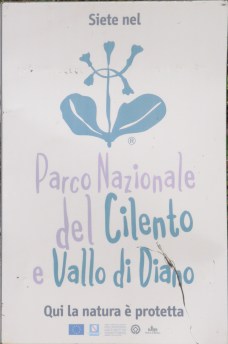 Siete nel
®
Parco Nazionale
del Cilento
e Vallo di Diano
Qui la natura è protetta